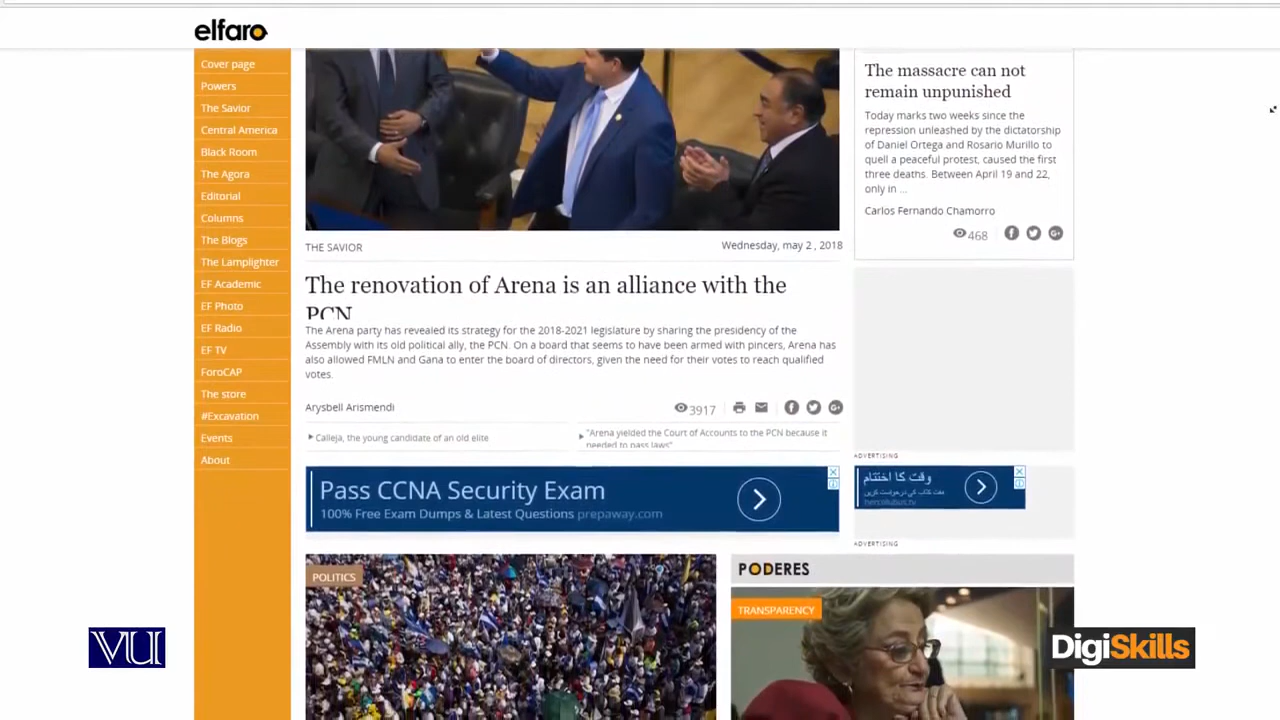 elfaro
Cover page
Powers
The Savior
Central America
Black Room
The Agora
Editorial
Columns
The Blogs
The Lamplighter
EF Academic
EF Photo
EF Radio
EF TV
ForoCAP
The store
#Excavation
Events
About
THE SAVIOR
Wednesday, may 2 , 2018
The renovation of Arena is an alliance with the
PCN
The Arena party has revealed its strategy for the 2018-2021 legislature by sharing the presidency of the
Assembly with its old political ally, the PCN. On a board that seems to have been armed with pincers, Arena has
also allowed FMLN and Gana to enter the board of directors, given the need for their votes to reach qualified
votes.
Arysbell Arismendi
3917
Calleja, the young candidate of an old elite
"Arena yielded the Court of Accounts to the PCN because it
needed to pass laws"
Pass CCNA Security Exam
100% Free Exam Dumps & Latest Questions prepaway.com
POLITICS
The massacre can not
remain unpunished
Today marks two weeks since the
repression unleashed by the dictatorship
of Daniel Ortega and Rosario Murillo to
quell a peaceful protest, caused the first
three deaths. Between April 19 and 22,
only in ...
Carlos Fernando Chamorro
468
ADVERTISING
وقت کا اختتام
مفت کتاب کی درخواست کریں
hercolubus.tv
ADVERTISING
PODERES
TRANSPARENCY
VU
DigiSkills